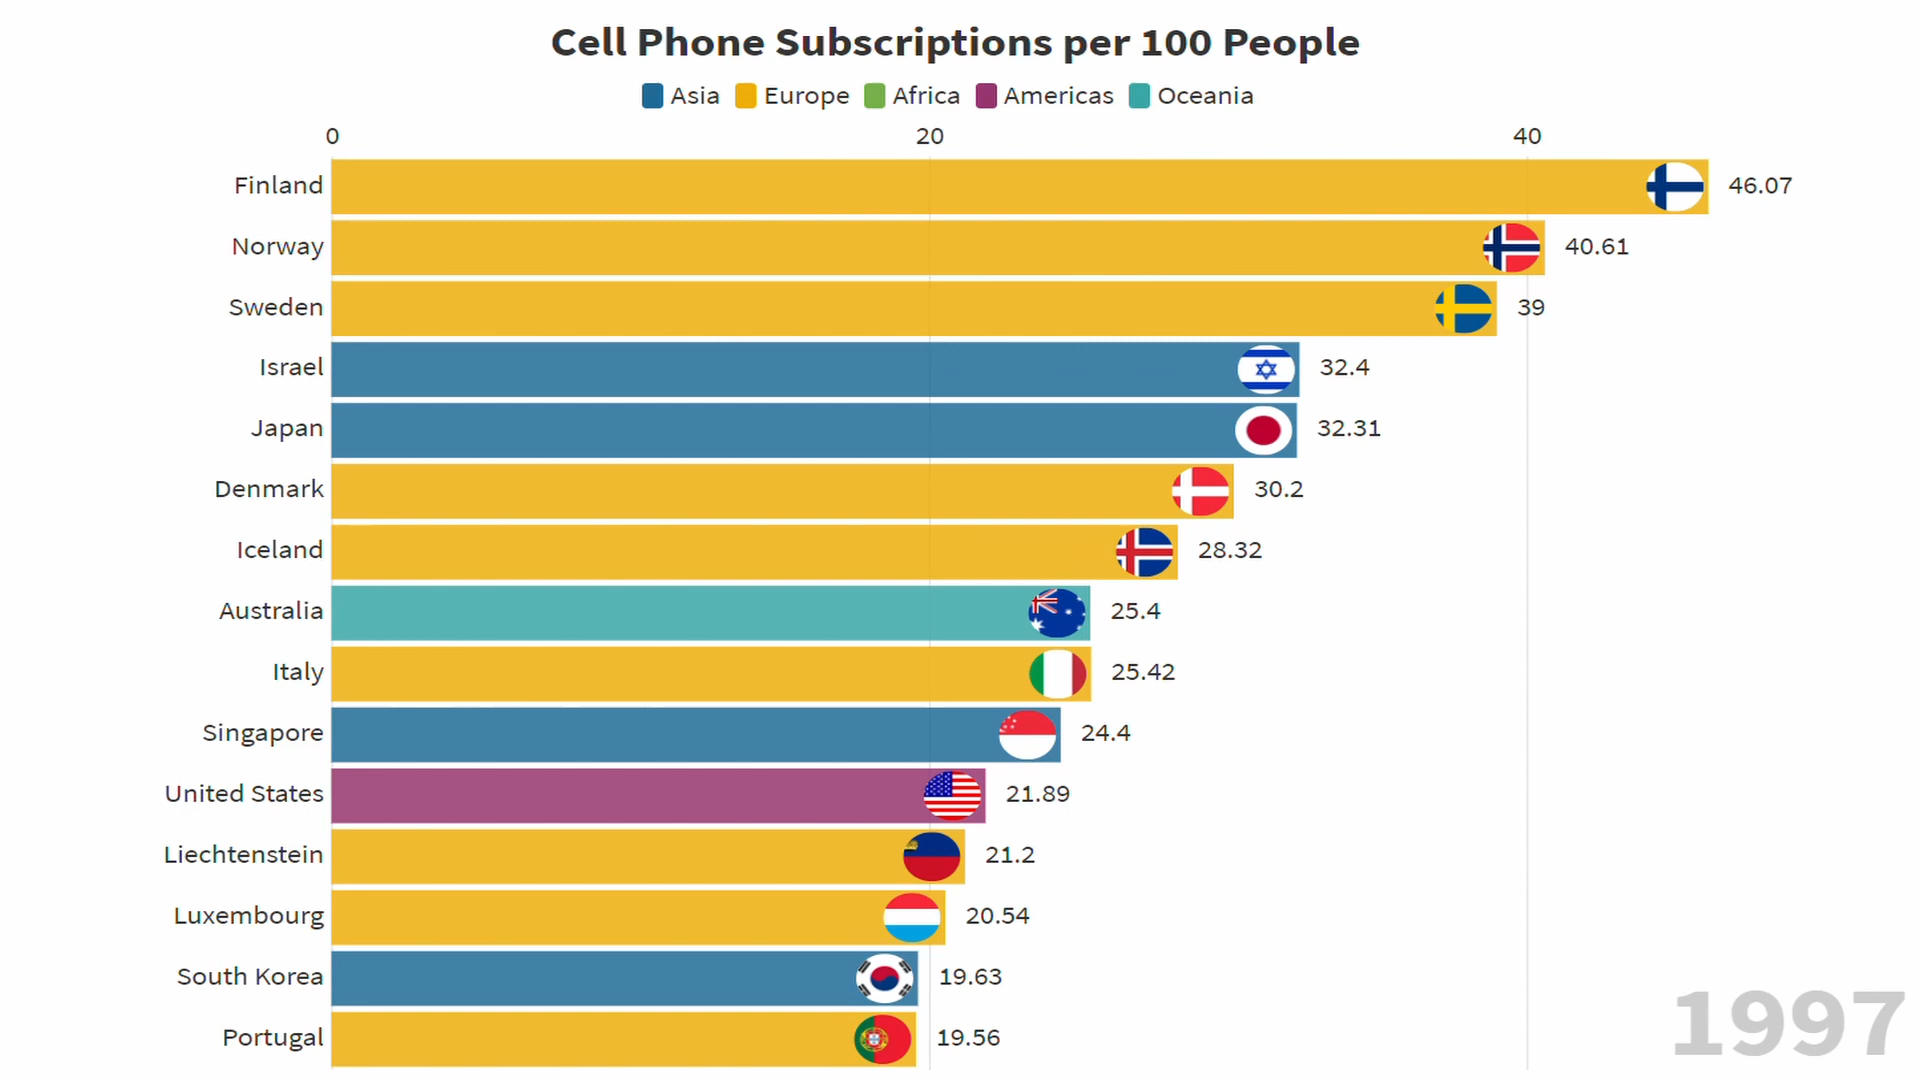 Cell Phone Subscriptions per 100 People
Asia Europe Africa Americas Oceania
0 20 40
Finland 46.07
Norway 40.61
Sweden 39
Israel 32.4
Japan 32.31
Denmark 30.2
Iceland 28.32
Australia 25.4
Italy 25.42
Singapore 24.4
United States 21.89
Liechtenstein 21.2
Luxembourg 20.54
South Korea 19.63
Portugal 19.56
1997